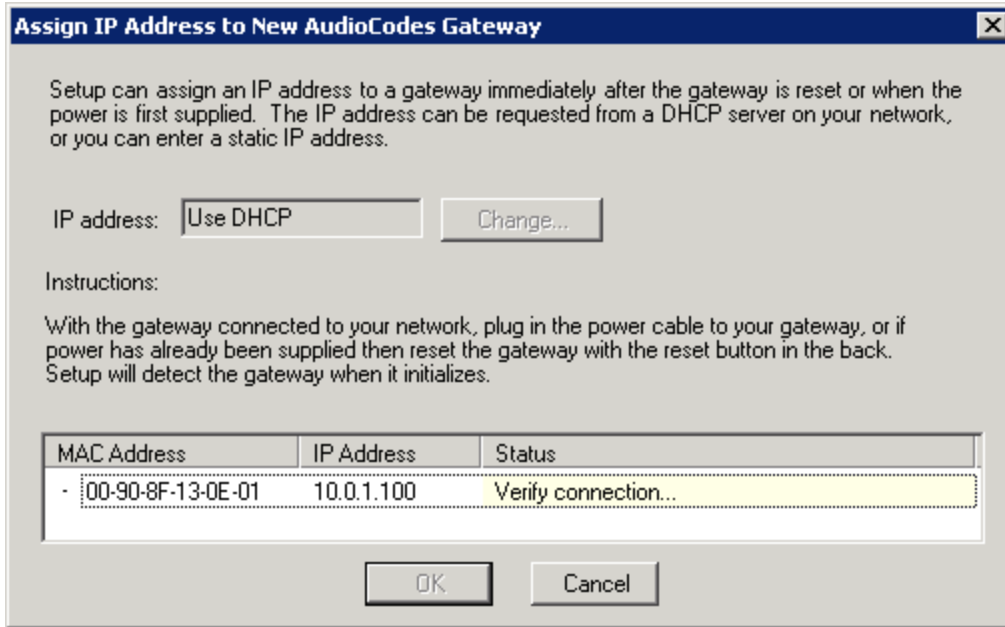 Assign IP Address to New AudioCodes Gateway
Setup can assign an IP address to a gateway immediately after the gateway is reset or when the
power is first supplied. The IP address can be requested from a DHCP server on your network,
or you can enter a static IP address.
IP address: Use DHCP Change...
Instructions:
With the gateway connected to your network, plug in the power cable to your gateway, or if
power has already been supplied then reset the gateway with the reset button in the back.
Setup will detect the gateway when it initializes.
MAC Address IP Address Status
- 00-90-8F-13-0E-01 10.0.1.100 Verify connection...
OK Cancel